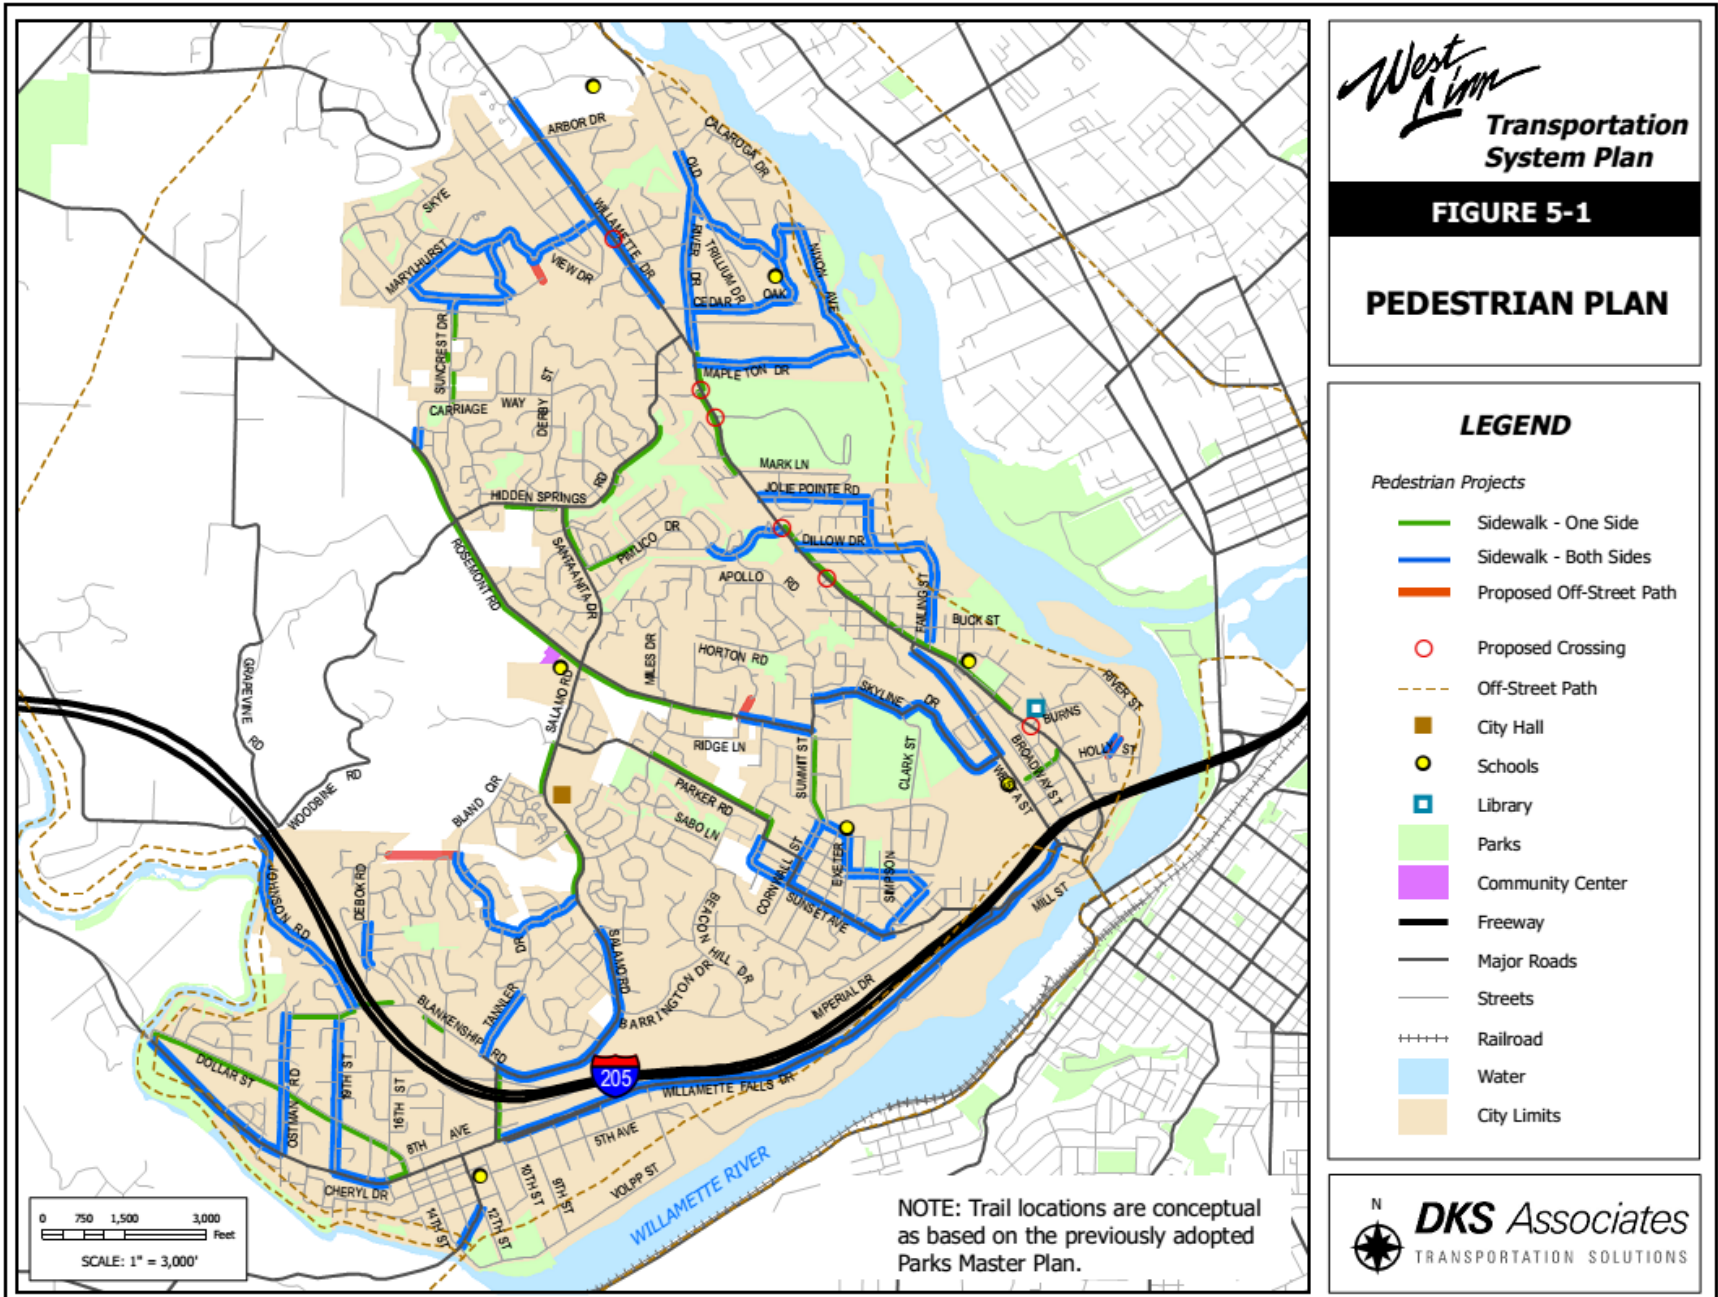 West
Linn
Transportation
System Plan
FIGURE 5-1
PEDESTRIAN PLAN
LEGEND
Pedestrian Projects
Sidewalk - One Side
Sidewalk - Both Sides
Proposed Off-Street Path
Proposed Crossing
Off-Street Path
City Hall
Schools
Library
Parks
Community Center
Freeway
Major Roads
Streets
Railroad
Water
City Limits
N
DKS Associates
TRANSPORTATION SOLUTIONS
ARBOR DR
CALAROGA DR
SKYE
OLD
RIVER DR
WILLAMETTE DR
MARYLHURST
VIEW DR
TRILLIUM DR
NIXON AVE
CEDAR
OAK
SUNCREST DR
MAPLETON DR
CARRIAGE WAY
DERBY ST
MARK LN
JOLIE POINTE RD
HIDDEN SPRINGS RD
DILLOW DR
PIMLICO DR
SANTA ANITA DR
ROSEMONT RD
APOLLO RD
FAILING ST
BUCK ST
MILES DR
HORTON RD
SALAMO RD
SKYLINE DR
RIVER ST
GRAPEVINE RD
BURNS
RIDGE LN
SUMMIT ST
CLARK ST
BROADWAY ST
HOLLY ST
WEST A ST
WOODBINE RD
BLAND CIR
PARKER RD
SABO LN
CORNWALL ST
EXETER
SIMPSON
SUNSET AVE
MILL ST
DEBOK RD
JOHNSON RD
DR
BEACON HILL DR
SALAMO RD
BARRINGTON DR
IMPERIAL DR
TANNLER
BLANKENSHIP RD
DOLLAR ST
OSTMAN RD
19TH ST
16TH ST
205
WILLAMETTE FALLS DR
8TH AVE
5TH AVE
CHERYL DR
14TH ST
12TH ST
10TH ST
9TH ST
VOLPP ST
WILLAMETTE RIVER
0 750 1,500 3,000
Feet
SCALE: 1" = 3,000'
NOTE: Trail locations are conceptual
as based on the previously adopted
Parks Master Plan.